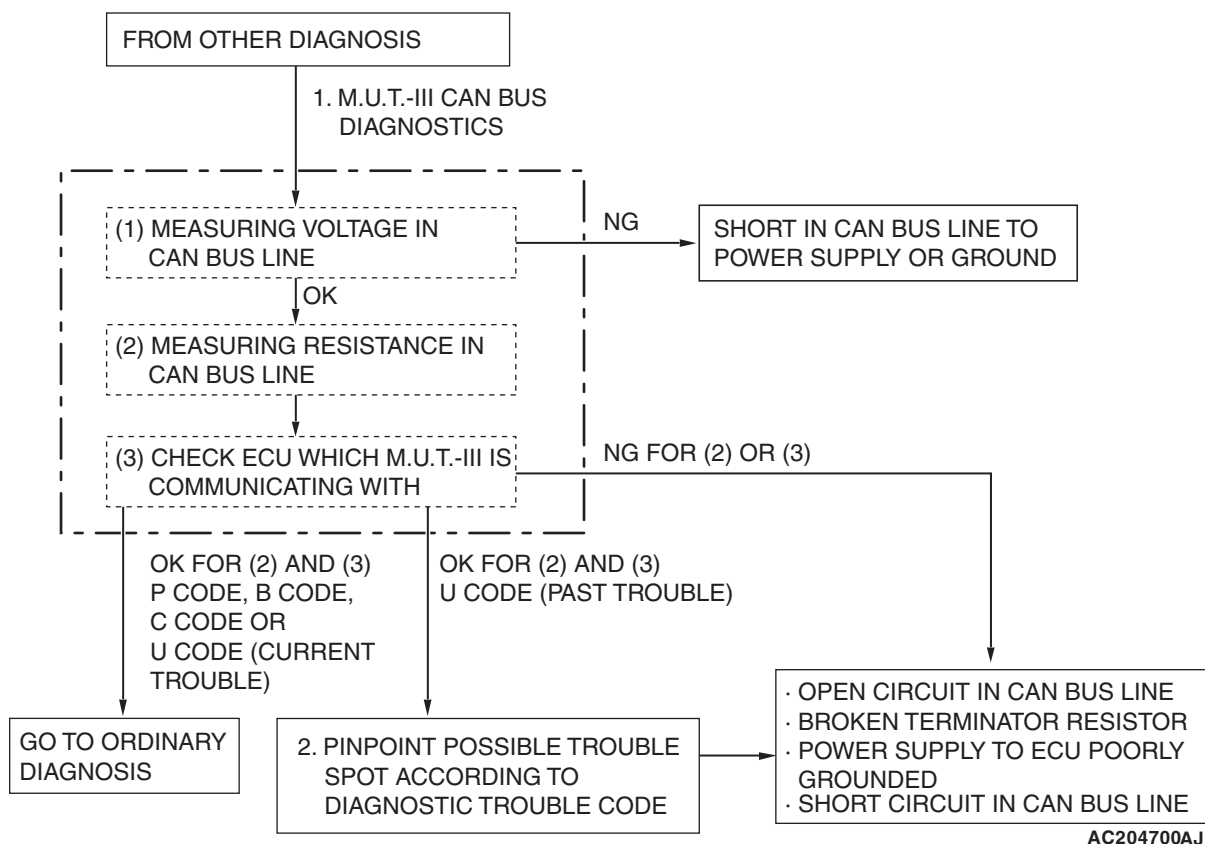 FROM OTHER DIAGNOSIS
1. M.U.T.-III CAN BUS
DIAGNOSTICS
(1) MEASURING VOLTAGE IN
CAN BUS LINE
NG
SHORT IN CAN BUS LINE TO
POWER SUPPLY OR GROUND
OK
(2) MEASURING RESISTANCE IN
CAN BUS LINE
(3) CHECK ECU WHICH M.U.T.-III IS
COMMUNICATING WITH
NG FOR (2) OR (3)
OK FOR (2) AND (3)
P CODE, B CODE,
C CODE OR
U CODE (CURRENT
TROUBLE)
OK FOR (2) AND (3)
U CODE (PAST TROUBLE)
GO TO ORDINARY
DIAGNOSIS
2. PINPOINT POSSIBLE TROUBLE
SPOT ACCORDING TO
DIAGNOSTIC TROUBLE CODE
· OPEN CIRCUIT IN CAN BUS LINE
· BROKEN TERMINATOR RESISTOR
· POWER SUPPLY TO ECU POORLY
GROUNDED
· SHORT CIRCUIT IN CAN BUS LINE
AC204700AJ